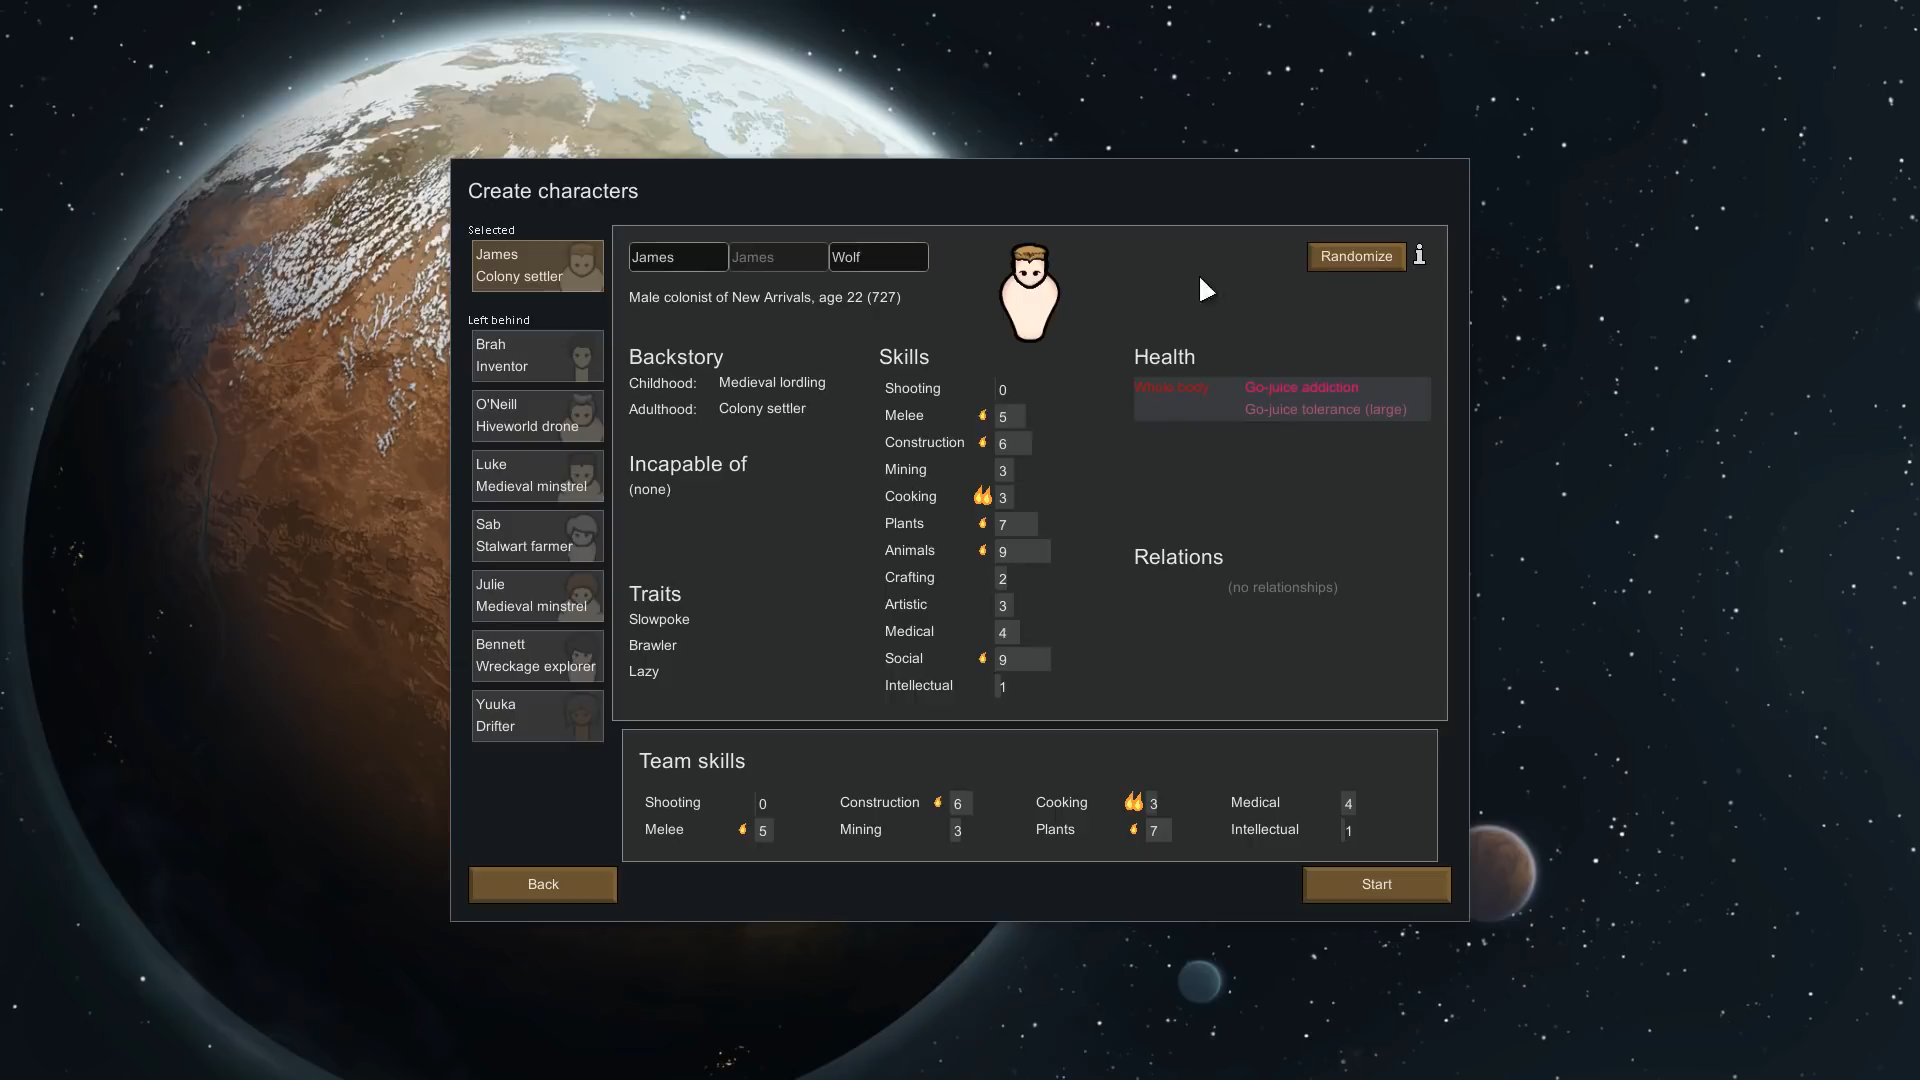 Create characters
Selected
James
Colony settler
Left behind
Brah
Inventor
O'Neill
Hiveworld drone
Luke
Medieval minstrel
Sab
Stalwart farmer
Julie
Medieval minstrel
Bennett
Wreckage explorer
Yuuka
Drifter
James James Wolf
Randomize
Male colonist of New Arrivals, age 22 (727)
Backstory
Childhood: Medieval lordling
Adulthood: Colony settler
Incapable of
(none)
Traits
Slowpoke
Brawler
Lazy
Skills
Shooting 0
Melee 5
Construction 6
Mining 3
Cooking 3
Plants 7
Animals 9
Crafting 2
Artistic 3
Medical 4
Social 9
Intellectual 1
Health
Whole body Go-juice addiction
Go-juice tolerance (large)
Relations
(no relationships)
Team skills
Shooting 0 Construction 6 Cooking 3 Medical 4
Melee 5 Mining 3 Plants 7 Intellectual 1
Back
Start